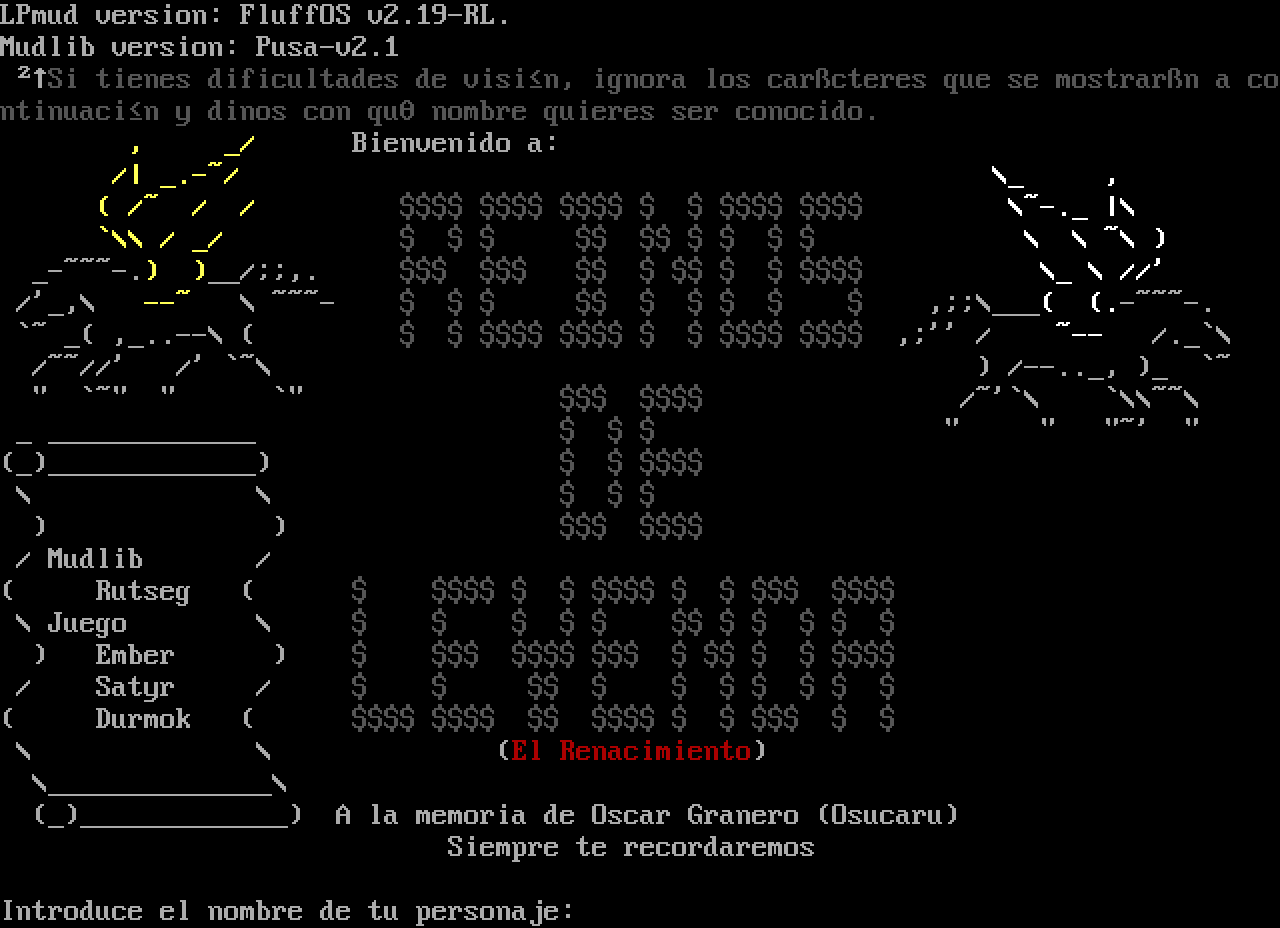 LPmud version: FluffOS v2.19-RL.
Mudlib version: Pusa-v2.1
²↑Si tienes dificultades de visi≤n, ignora los carßcteres que se mostrarßn a co
ntinuaci≤n y dinos con quθ nombre quieres ser conocido.
Bienvenido a:
REINOS
DE
LEYENDA
(El Renacimiento)
Mudlib
Rutseg
Juego
Ember
Satyr
Durmok
A la memoria de Oscar Granero (Osucaru)
Siempre te recordaremos
Introduce el nombre de tu personaje: